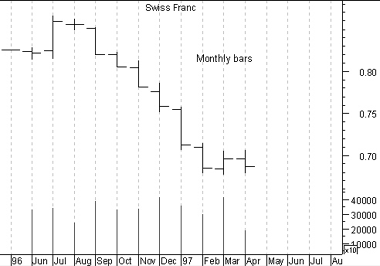 Swiss Franc
Monthly bars
0.80
0.75
0.70
40000
30000
20000
10000
x10
96 Jun Jul Aug Sep Oct Nov Dec 97 Feb Mar Apr May Jun Jul Au